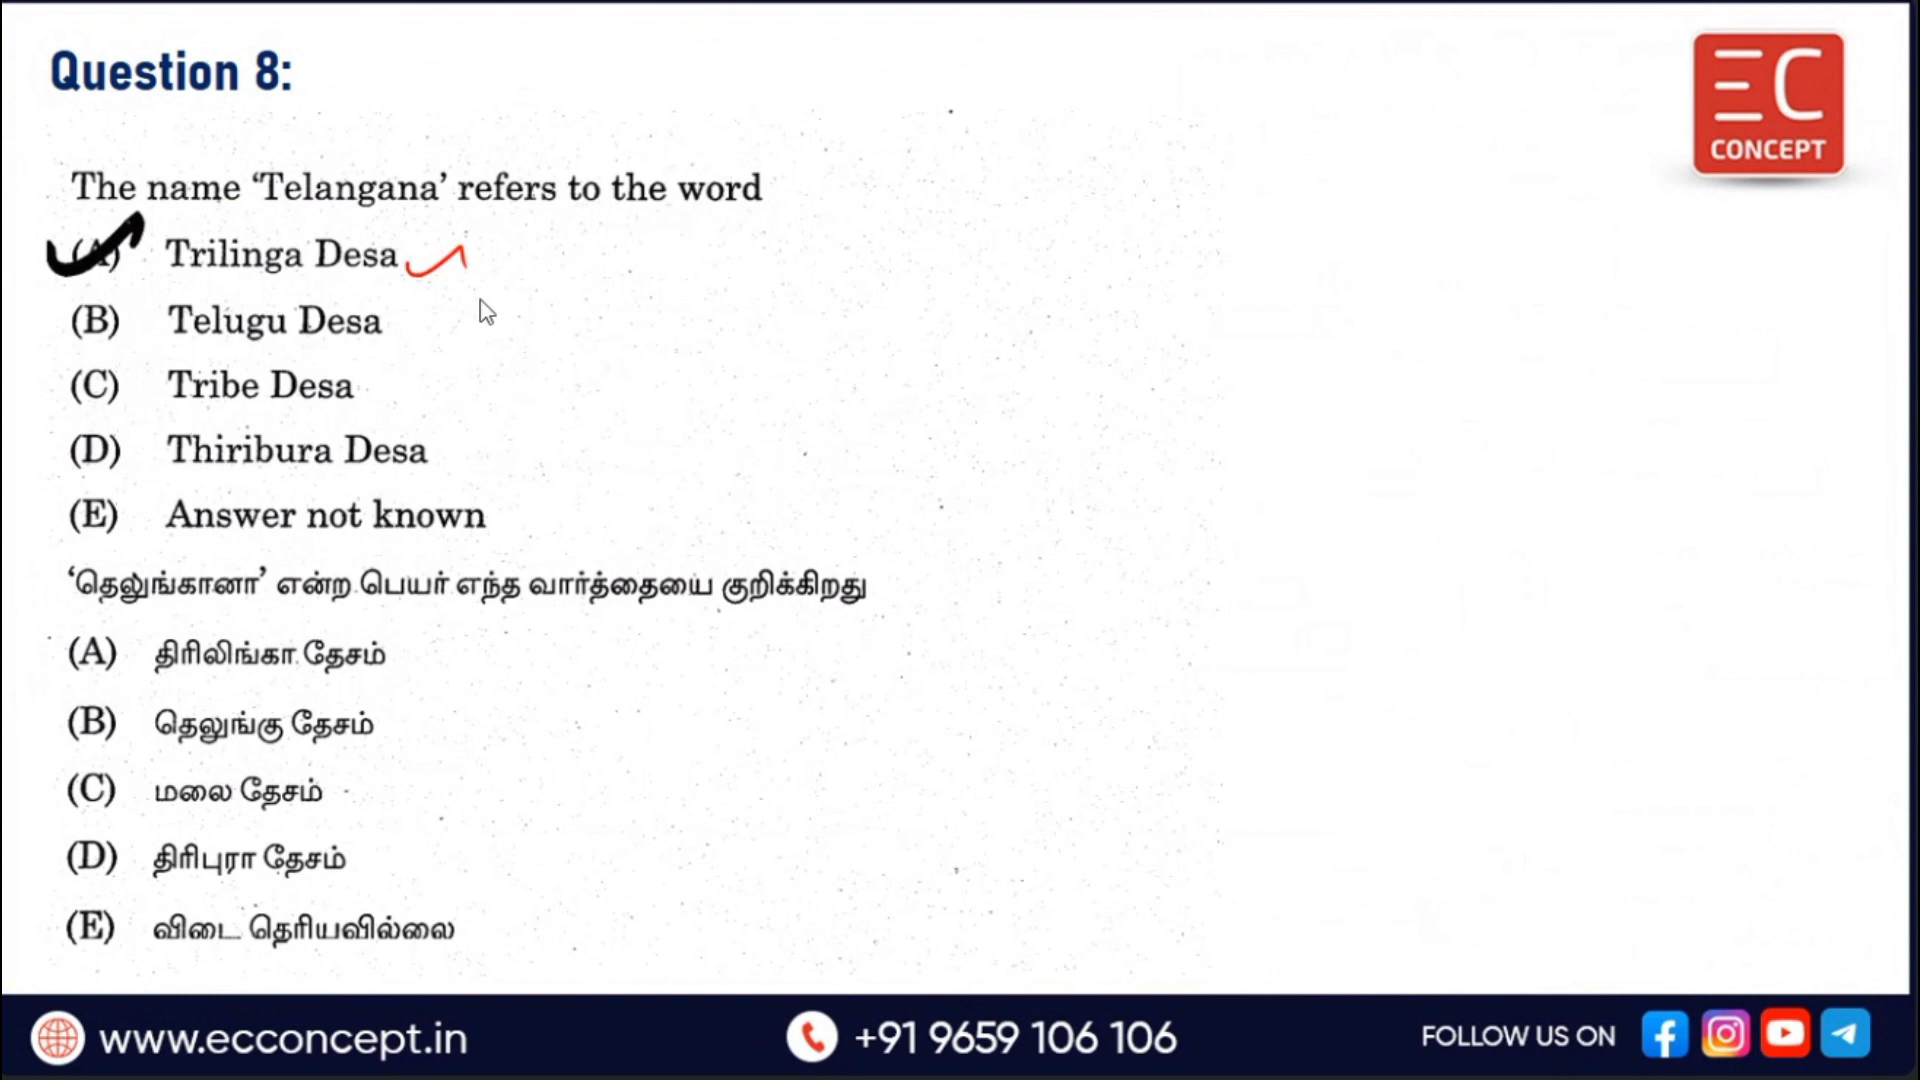 Question 8:
EC
CONCEPT
The name ‘Telangana’ refers to the word
(A) Trilinga Desa
(B) Telugu Desa
(C) Tribe Desa
(D) Thiribura Desa
(E) Answer not known
‘தெலுங்கானா’ என்ற பெயர் எந்த வார்த்தையை குறிக்கிறது
(A) திரிலிங்கா தேசம்
(B) தெலுங்கு தேசம்
(C) மலை தேசம்
(D) திரிபுரா தேசம்
(E) விடை தெரியவில்லை
www.ecconcept.in +91 9659 106 106 FOLLOW US ON